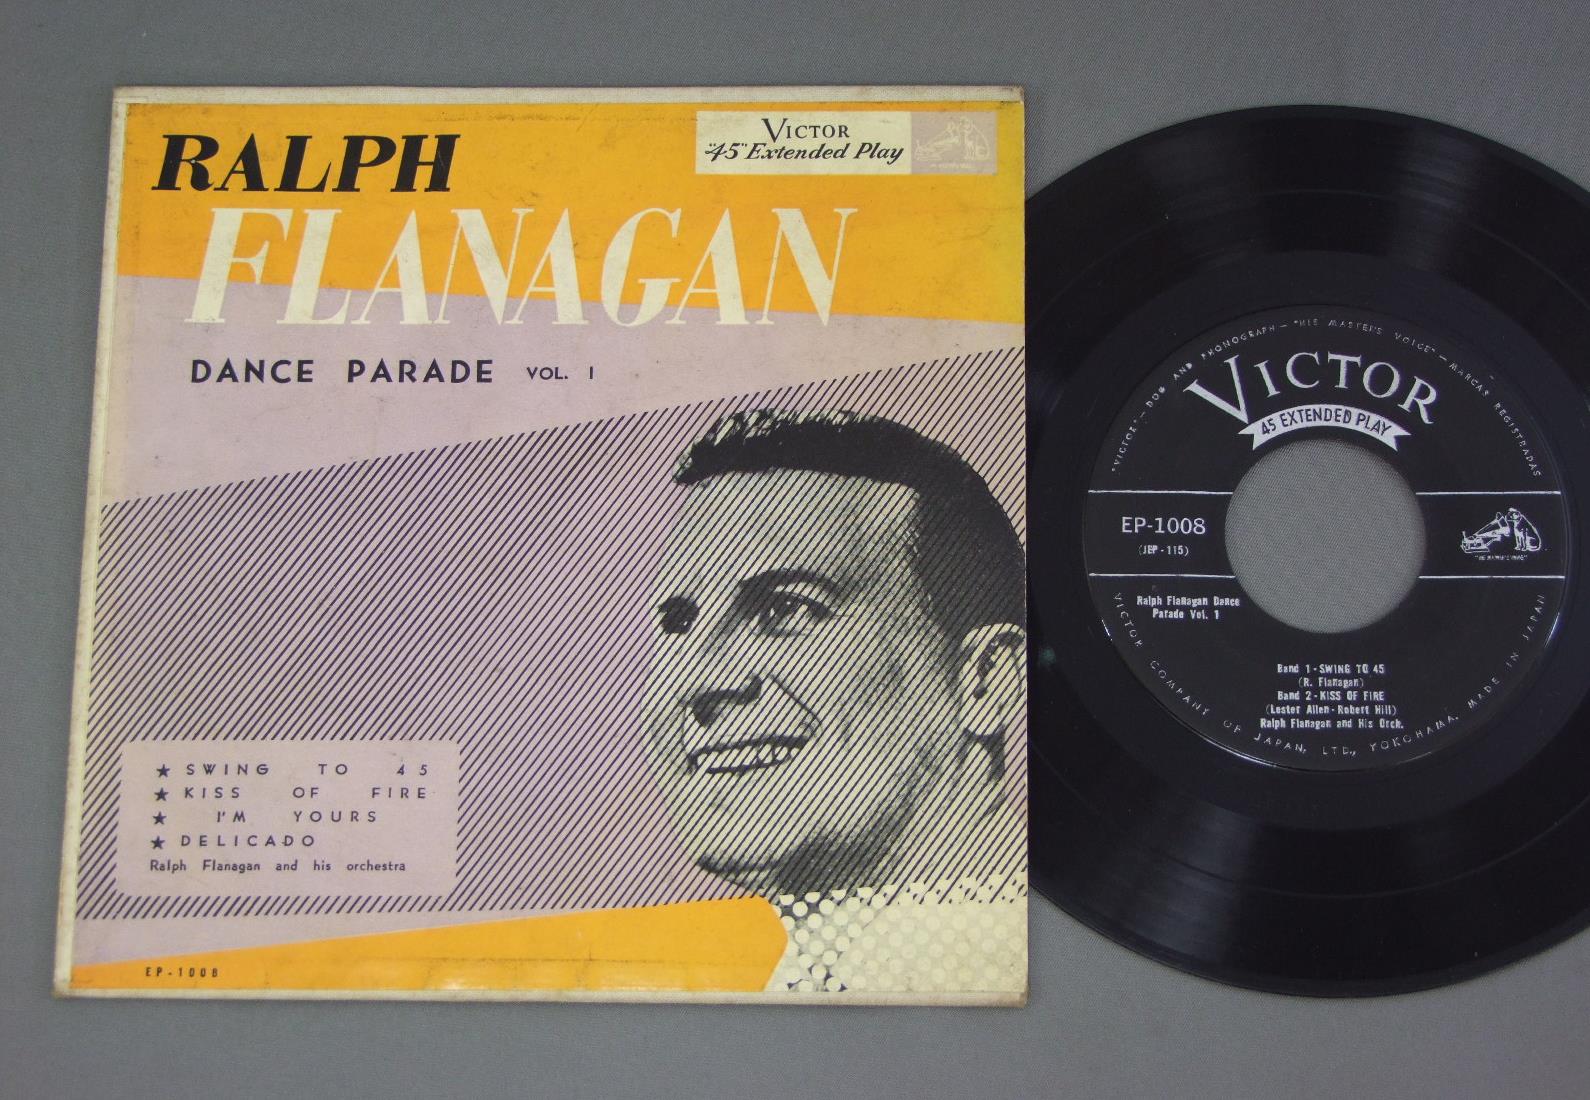 RALPH
FLANAGAN
VICTOR
"45" Extended Play
DANCE PARADE VOL. 1
★ SWING TO 45
★ KISS OF FIRE
★ I'M YOURS
★ DELICADO
Ralph Flanagan and his orchestra
EP-1008
"VICTOR" — DOG AND PHONOGRAPH — "HIS MASTER'S VOICE" — MARCAS REGISTRADAS
VICTOR
45 EXTENDED PLAY
EP-1008
(JEP-115)
"HIS MASTER'S VOICE"
Ralph Flanagan Dance
Parade Vol. 1
Band 1 - SWING TO 45
(R. Flanagan)
Band 2 - KISS OF FIRE
(Lester Allen - Robert Hill)
Ralph Flanagan and His Orch.
VICTOR COMPANY OF JAPAN, LTD., YOKOHAMA. MADE IN JAPAN